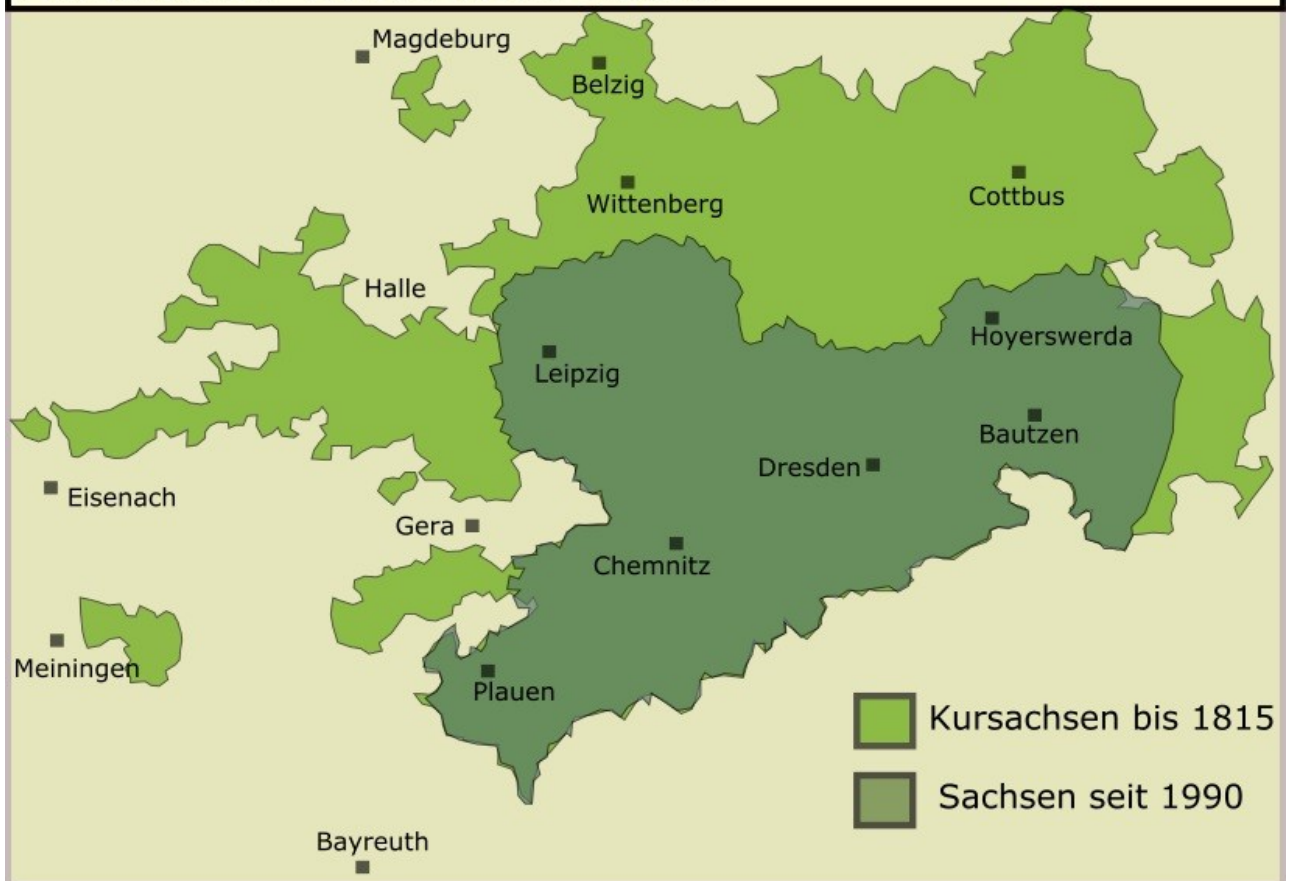 Magdeburg
Belzig
Wittenberg
Cottbus
Halle
Hoyerswerda
Leipzig
Bautzen
Dresden
Eisenach
Gera
Chemnitz
Meiningen
Plauen
Kursachsen bis 1815
Sachsen seit 1990
Bayreuth